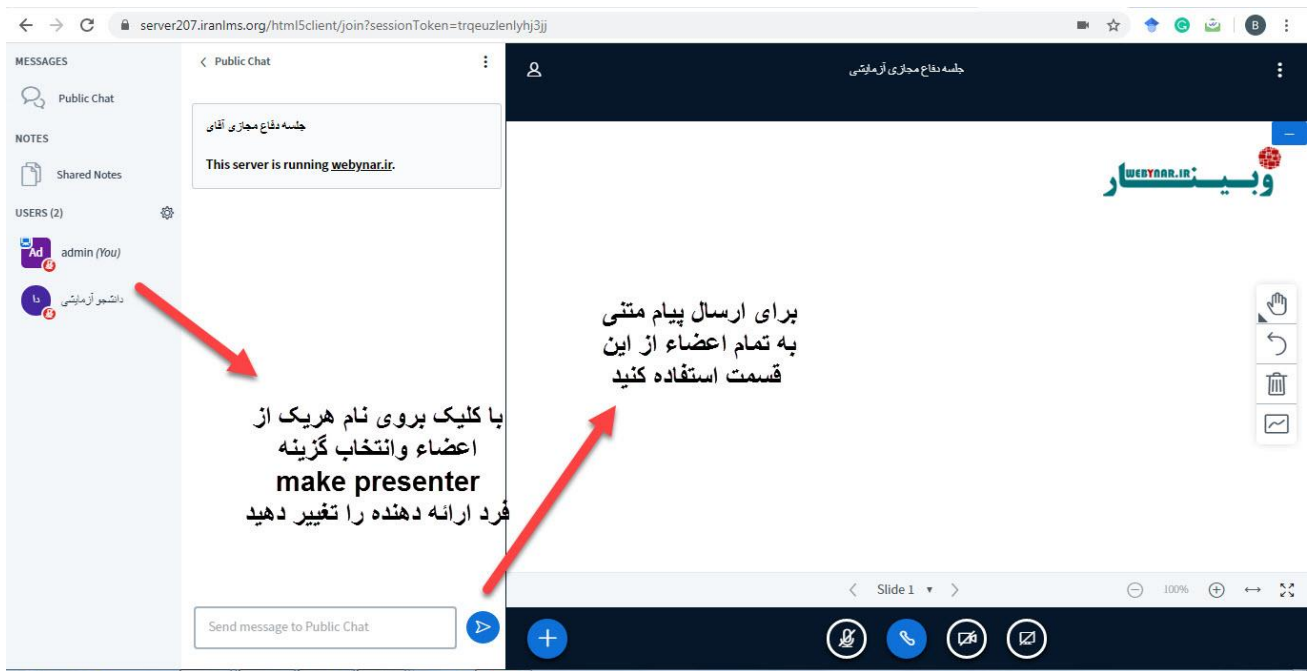 server207.iranlms.org/html5client/join?sessionToken=trqeuzlenlyhj3jj
B
MESSAGES
Public Chat
NOTES
Shared Notes
USERS (2)
Ad
admin (You)
دا
دانشجو آزمایشی
Public Chat
جلسه دفاع مجازی آقای
This server is running webynar.ir.
با کلیک بروی نام هریک از
اعضاء وانتخاب گزینه
make presenter
فرد ارائه دهنده را تغییر دهید
Send message to Public Chat
جلسه دفاع مجازی آزمایشی
وبینار
WEBYNAR.IR
برای ارسال پیام متنی
به تمام اعضاء از این
قسمت استفاده کنید
Slide 1
100%